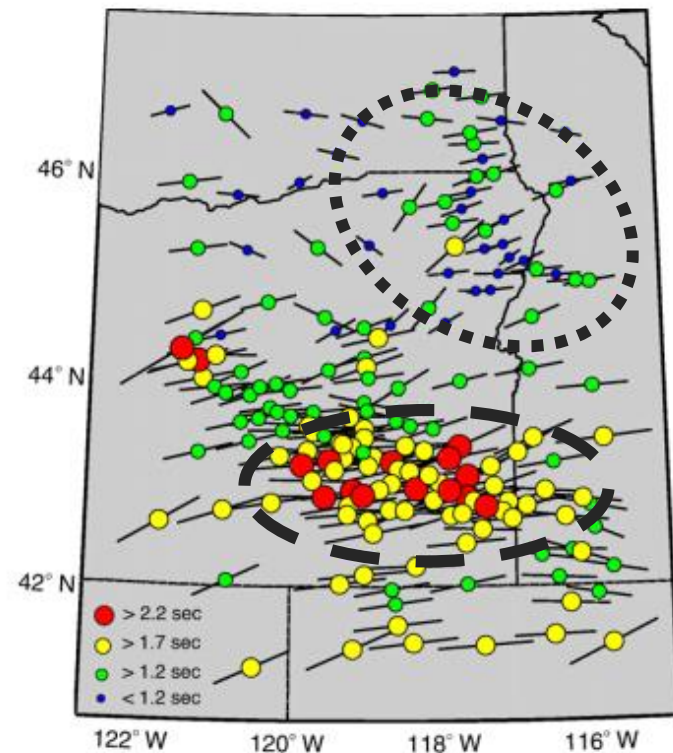 46° N
44° N
42° N
> 2.2 sec
> 1.7 sec
> 1.2 sec
< 1.2 sec
122° W
120° W
118° W
116° W